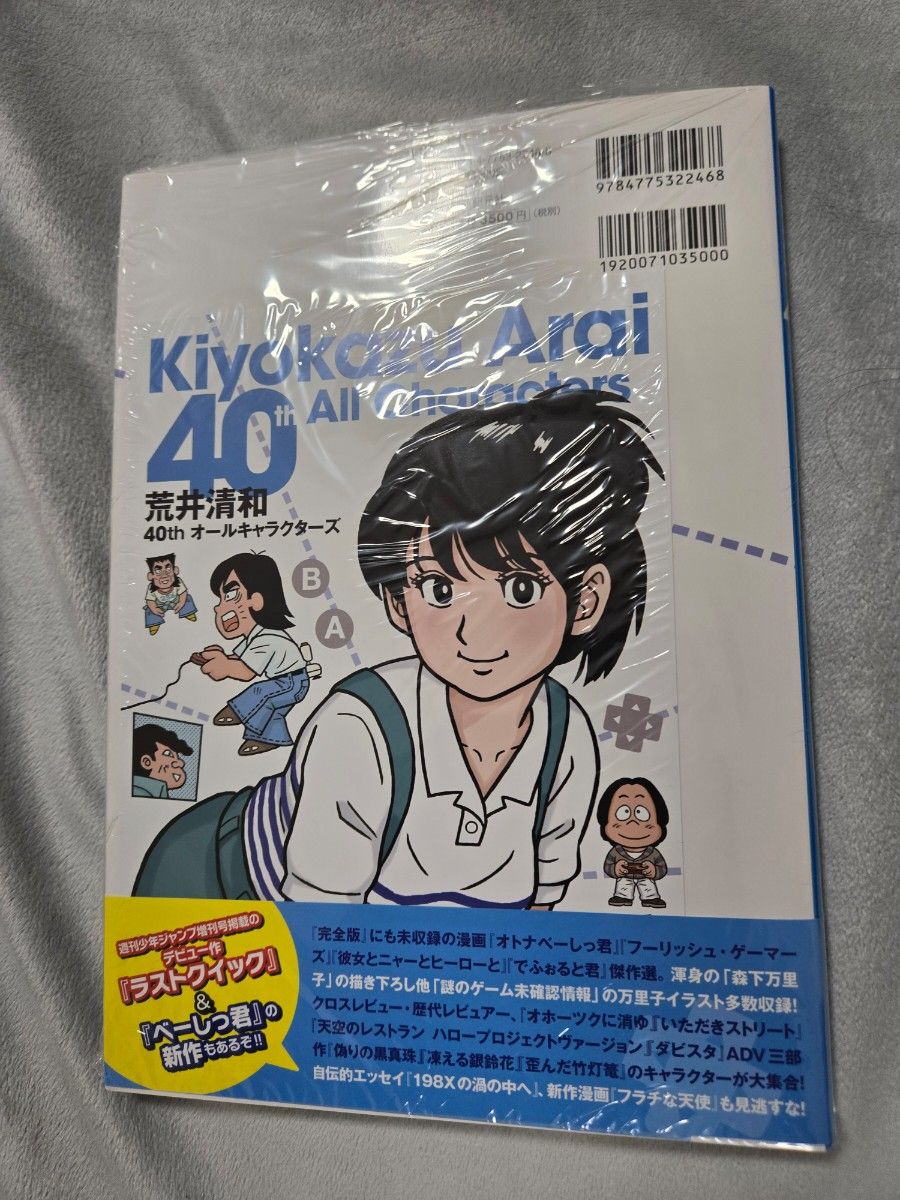 9784775322468
3500円 (税別)
1920071035000
Kiyokazu Arai
40th All Characters
荒井清和
40th オールキャラクターズ
B
A
週刊少年ジャンプ増刊号掲載の
デビュー作
『ラストクイック』
&
『べーしっ君』の
新作もあるぞ!!
『完全版』にも未収録の漫画『オトナべーしっ君』『フーリッシュ・ゲーマー
ズ』『彼女とニャーとヒーローと』『でふぉると君』傑作選。渾身の「森下万里
子」の描き下ろし他「謎のゲーム未確認情報」の万里子イラスト多数収録!
クロスレビュー・歴代レビュアー、『オホーツクに消ゆ』『いただきストリート』
『天空のレストラン ハロープロジェクトヴァージョン』『ダビスタ』ADV三部
作『偽りの黒真珠』『凍える銀鈴花』『歪んだ竹灯篭』のキャラクターが大集合!
自伝的エッセイ『198Xの渦の中へ』、新作漫画『フラチな天使』も見逃すな!